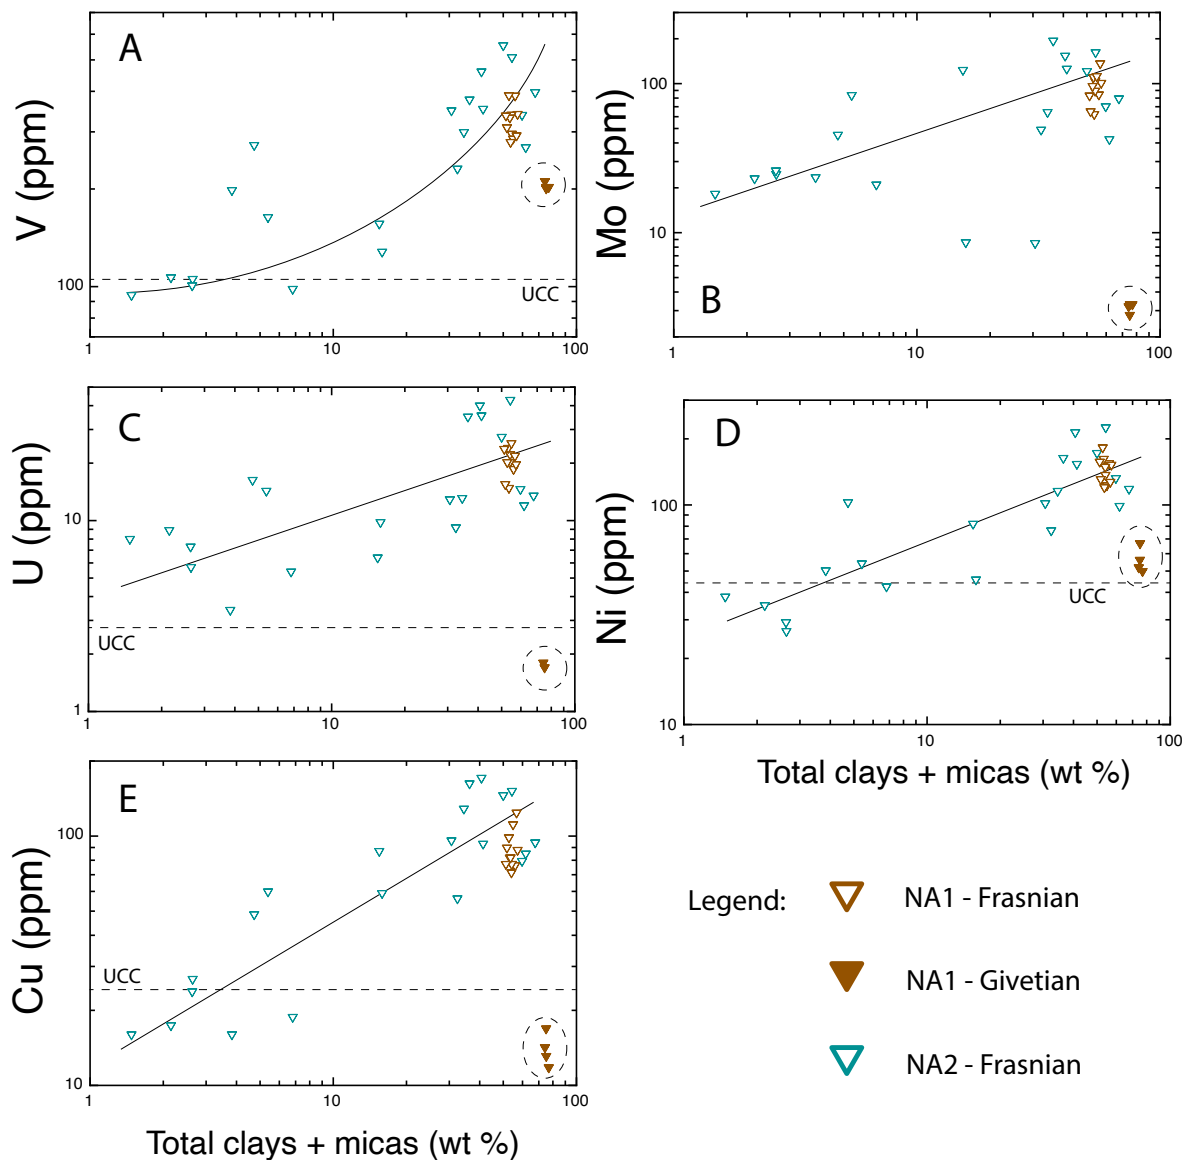 A
V (ppm)
100
UCC
1
10
100
B
Mo (ppm)
100
10
1
10
100
C
U (ppm)
10
1
UCC
1
10
100
D
Ni (ppm)
100
10
UCC
1
10
100
Total clays + micas (wt %)
E
Cu (ppm)
100
UCC
10
1
10
100
Total clays + micas (wt %)
Legend:
NA1 - Frasnian
NA1 - Givetian
NA2 - Frasnian